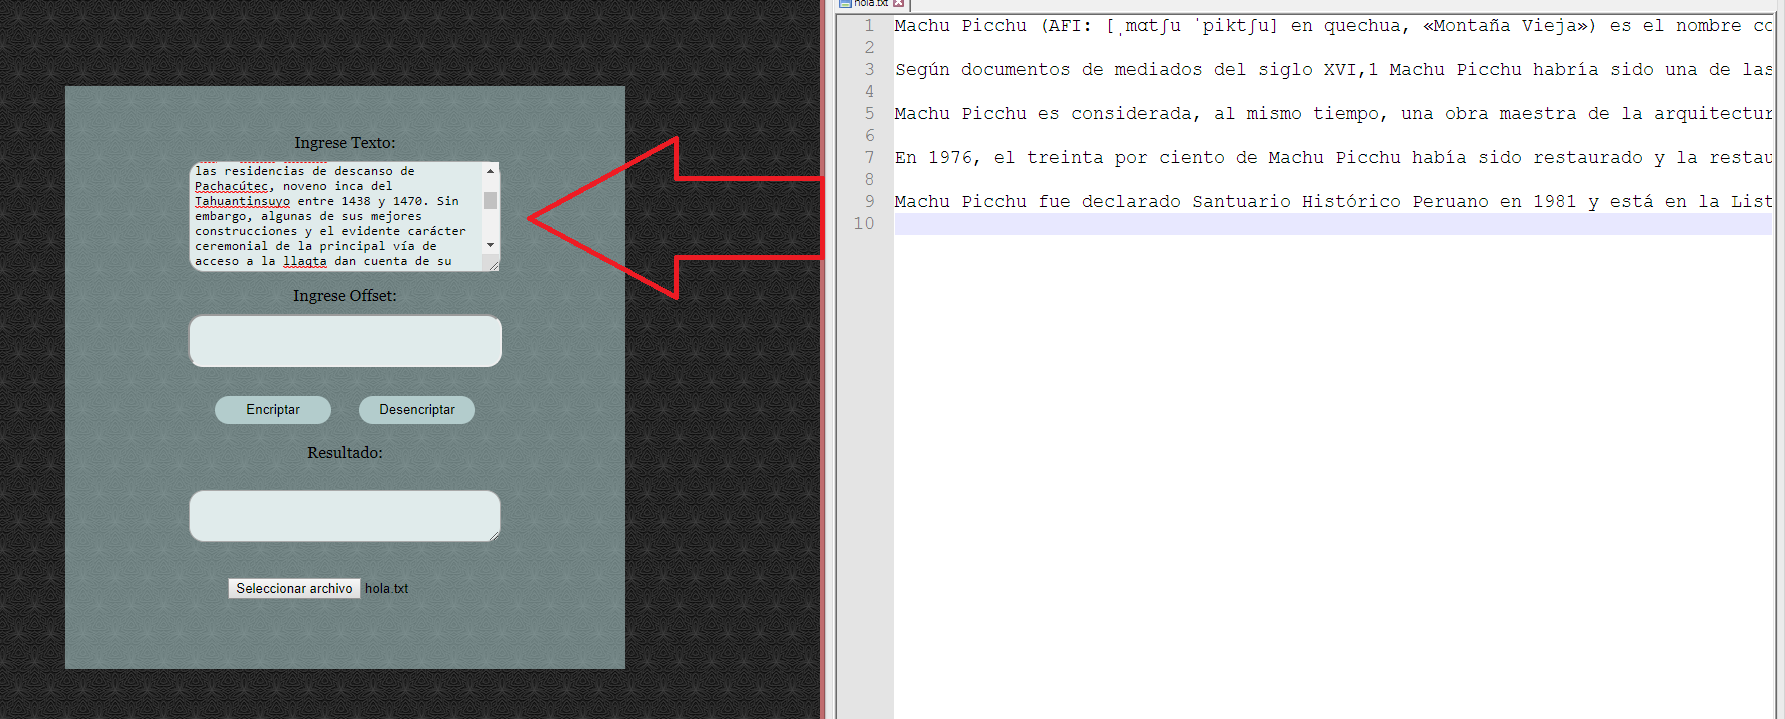 Ingrese Texto:
las residencias de descanso de
Pachacútec, noveno inca del
Tahuantinsuyo entre 1438 y 1470. Sin
embargo, algunas de sus mejores
construcciones y el evidente carácter
ceremonial de la principal vía de
acceso a la llaqta dan cuenta de su
Ingrese Offset:
Encriptar
Desencriptar
Resultado:
Seleccionar archivo hola.txt
hola.txt
1 Machu Picchu (AFI: [ˌmɑtʃu ˈpiktʃu] en quechua, «Montaña Vieja») es el nombre co
2
3 Según documentos de mediados del siglo XVI,1 Machu Picchu habría sido una de las
4
5 Machu Picchu es considerada, al mismo tiempo, una obra maestra de la arquitectur
6
7 En 1976, el treinta por ciento de Machu Picchu había sido restaurado y la restau
8
9 Machu Picchu fue declarado Santuario Histórico Peruano en 1981 y está en la List
10